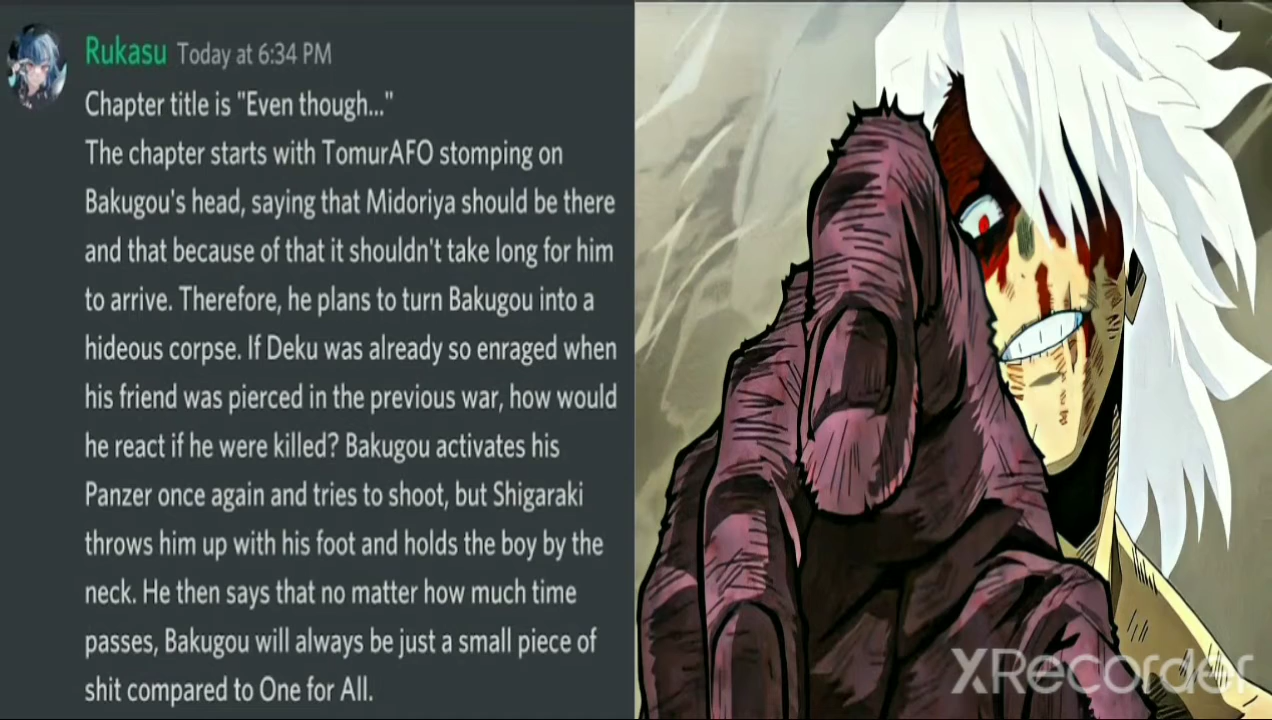 Rukasu Today at 6:34 PM
Chapter title is "Even though..."
The chapter starts with TomurAFO stomping on
Bakugou's head, saying that Midoriya should be there
and that because of that it shouldn't take long for him
to arrive. Therefore, he plans to turn Bakugou into a
hideous corpse. If Deku was already so enraged when
his friend was pierced in the previous war, how would
he react if he were killed? Bakugou activates his
Panzer once again and tries to shoot, but Shigaraki
throws him up with his foot and holds the boy by the
neck. He then says that no matter how much time
passes, Bakugou will always be just a small piece of
shit compared to One for All.
XRecorder